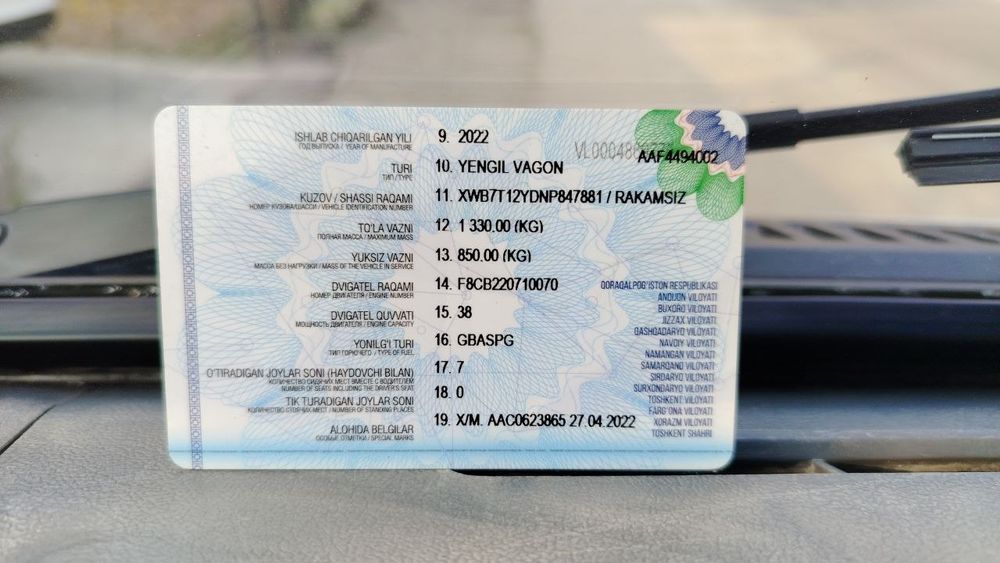 ISHLAB CHIQARILGAN YILI 9. 2022
ГОД ВЫПУСКА / YEAR OF MANUFACTURE
VL000480
AAF4494002
TURI 10. YENGIL VAGON
ТИП / TYPE
KUZOV / SHASSI RAQAMI 11. XWB7T12YDNP847881 / RAKAMSIZ
НОМЕР КУЗОВА/ШАССИ / VEHICLE IDENTIFICATION NUMBER
TO'LA VAZNI 12. 1 330.00 (KG)
ПОЛНАЯ МАССА / MAXIMUM MASS
YUKSIZ VAZNI 13. 850.00 (KG)
МАССА БЕЗ НАГРУЗКИ / MASS OF THE VEHICLE IN SERVICE
DVIGATEL RAQAMI 14. F8CB220710070
НОМЕР ДВИГАТЕЛЯ / ENGINE NUMBER
DVIGATEL QUVVATI 15. 38
МОЩНОСТЬ ДВИГАТЕЛЯ / ENGINE CAPACITY
YONILG'I TURI 16. GBASPG
ТИП ГОРЮЧЕГО / TYPE OF FUEL
O'TIRADIGAN JOYLAR SONI (HAYDOVCHI BILAN) 17. 7
КОЛИЧЕСТВО СИДЯЧИХ МЕСТ ВМЕСТЕ С ВОДИТЕЛЕМ
NUMBER OF SEATS INCLUDING THE DRIVER'S SEAT
TIK TURADIGAN JOYLAR SONI 18. 0
КОЛИЧЕСТВО СТОЯЧИХ МЕСТ / NUMBER OF STANDING PLACES
ALOHIDA BELGILAR 19. X/M. AAC0623865 27.04.2022
ОСОБЫЕ ОТМЕТКИ / SPECIAL MARKS
QORAQALPOG'ISTON RESPUBLIKASI
ANDIJON VILOYATI
BUXORO VILOYATI
JIZZAX VILOYATI
QASHQADARYO VILOYATI
NAVOIY VILOYATI
NAMANGAN VILOYATI
SAMARQAND VILOYATI
SIRDARYO VILOYATI
SURXONDARYO VILOYATI
TOSHKENT VILOYATI
FARG'ONA VILOYATI
XORAZM VILOYATI
TOSHKENT SHAHRI